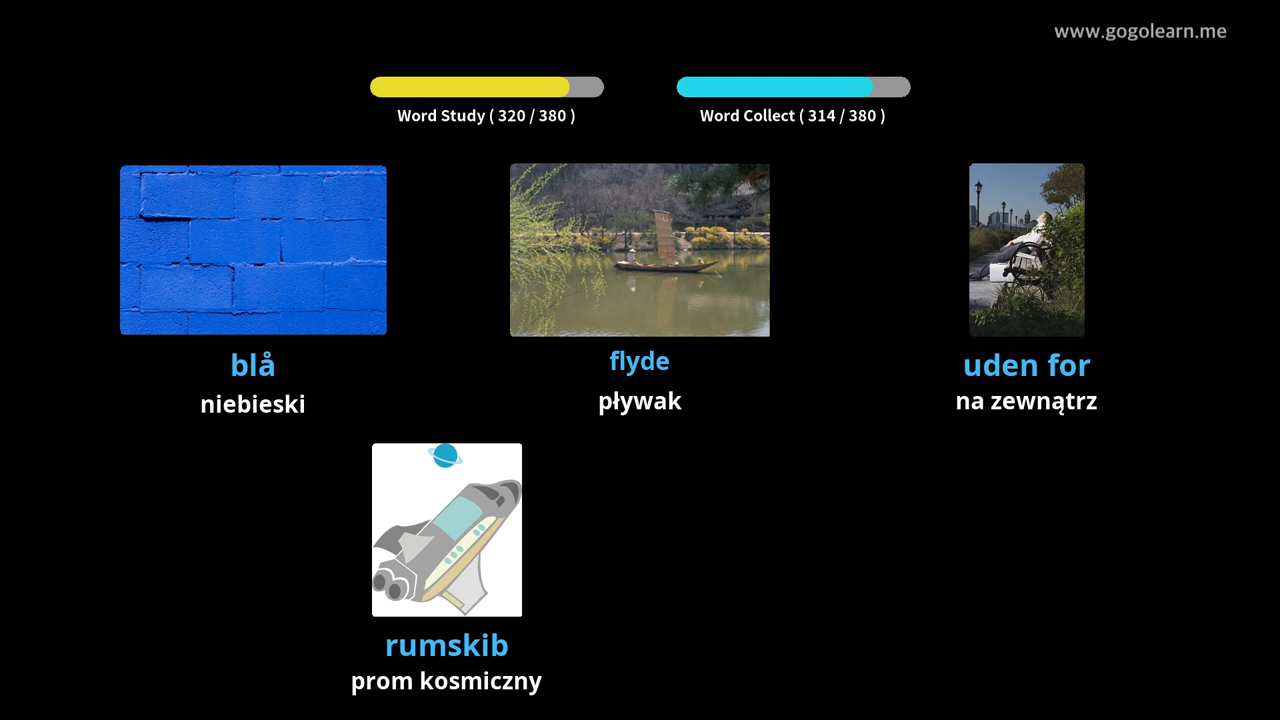 www.gogolearn.me
Word Study ( 320 / 380 )
Word Collect ( 314 / 380 )
blå
niebieski
flyde
pływak
uden for
na zewnątrz
rumskib
prom kosmiczny